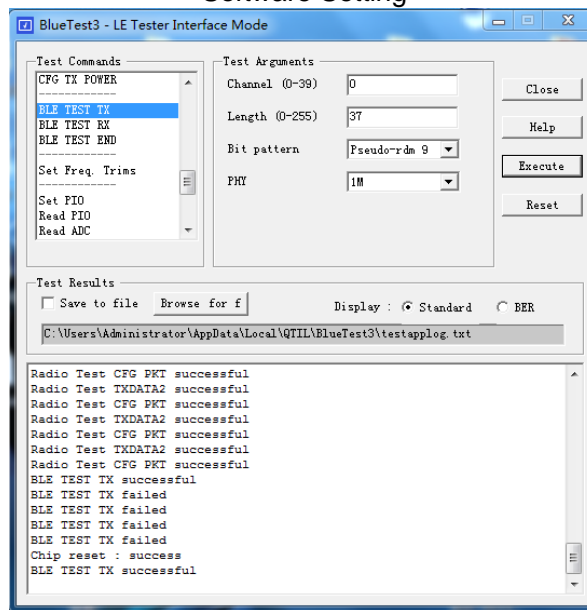 BlueTest3 - LE Tester Interface Mode
Test Commands
CFG TX POWER
------------
BLE TEST TX
BLE TEST RX
BLE TEST END
------------
Set Freq. Trims
------------
Set PIO
Read PIO
Read ADC
Test Arguments
Channel (0-39) 0
Length (0-255) 37
Bit pattern Pseudo-rdm 9
PHY 1M
Close
Help
Execute
Reset
Test Results
Save to file Browse for f Display : Standard BER
C:\Users\Administrator\AppData\Local\QTIL\BlueTest3\testapplog.txt
Radio Test CFG PKT successful
Radio Test TXDATA2 successful
Radio Test CFG PKT successful
Radio Test TXDATA2 successful
Radio Test CFG PKT successful
Radio Test TXDATA2 successful
Radio Test CFG PKT successful
BLE TEST TX successful
BLE TEST TX failed
BLE TEST TX failed
BLE TEST TX failed
BLE TEST TX failed
Chip reset : success
BLE TEST TX successful